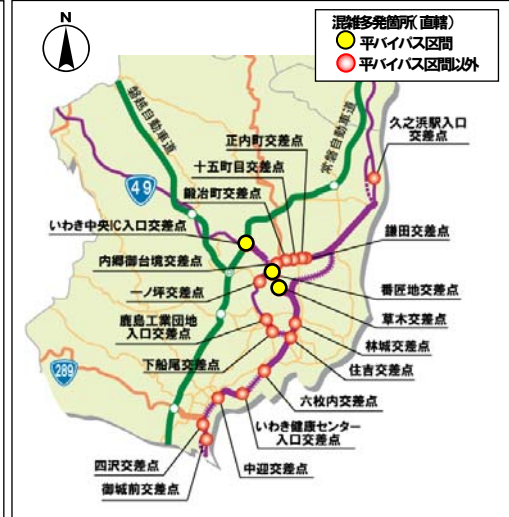 N
混雑多発箇所(直轄)
平バイパス区間
平バイパス区間以外
磐越自動車道
常磐自動車道
久之浜駅入口
交差点
正内町交差点
十五町目交差点
鍛冶町交差点
49
いわき中央IC入口交差点
鎌田交差点
内郷御台境交差点
番匠地交差点
一ノ坪交差点
草木交差点
鹿島工業団地
入口交差点
林城交差点
下船尾交差点
住吉交差点
289
六枚内交差点
いわき健康センター
入口交差点
四沢交差点
中迎交差点
御城前交差点